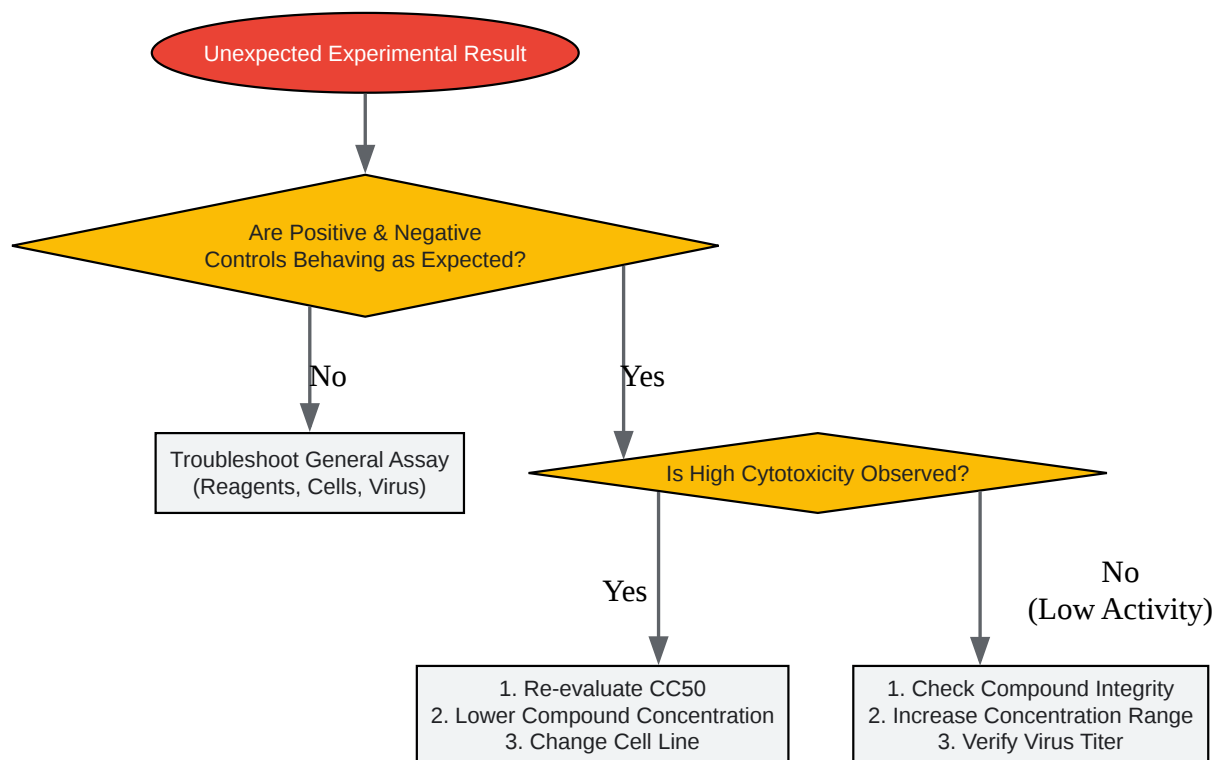 Unexpected Experimental Result
Are Positive & Negative
Controls Behaving as Expected?
No
Yes
Troubleshoot General Assay
(Reagents, Cells, Virus)
Is High Cytotoxicity Observed?
Yes
No
(Low Activity)
1. Re-evaluate CC50
2. Lower Compound Concentration
3. Change Cell Line
1. Check Compound Integrity
2. Increase Concentration Range
3. Verify Virus Titer